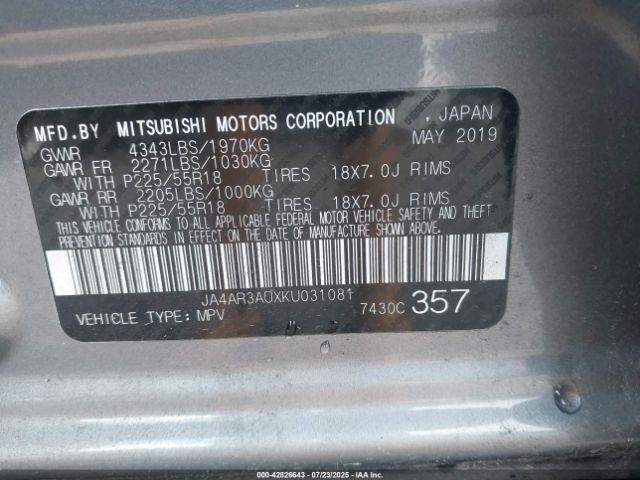 MFD.BY MITSUBISHI MOTORS CORPORATION , JAPAN
GVWR 4343LBS/1970KG MAY 2019
GAWR FR 2271LBS/1030KG
WITH P225/55R18 TIRES 18X7.0J RIMS
GAWR RR 2205LBS/1000KG
WITH P225/55R18 TIRES 18X7.0J RIMS
THIS VEHICLE CONFORMS TO ALL APPLICABLE FEDERAL MOTOR VEHICLE SAFETY AND THEFT
PREVENTION STANDARDS IN EFFECT ON THE DATE OF MANUFACTURE SHOWN ABOVE.
JA4AR3AUXKU031081
VEHICLE TYPE: MPV 7430C 357
000-42826643 - 07/23/2025 - IAAI.CA